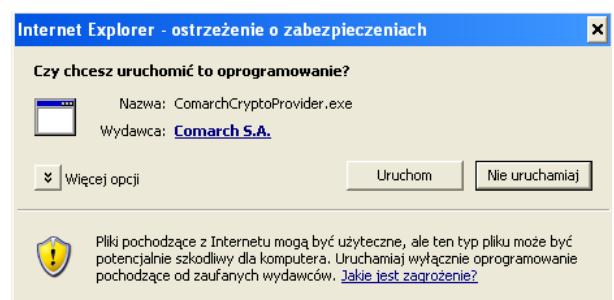 Internet Explorer - ostrzeżenie o zabezpieczeniach
Czy chcesz uruchomić to oprogramowanie?
Nazwa: ComarchCryptoProvider.exe
Wydawca: Comarch S.A.
Więcej opcji
Uruchom
Nie uruchamiaj
Pliki pochodzące z Internetu mogą być użyteczne, ale ten typ pliku może być
potencjalnie szkodliwy dla komputera. Uruchamiaj wyłącznie oprogramowanie
pochodzące od zaufanych wydawców. Jakie jest zagrożenie?